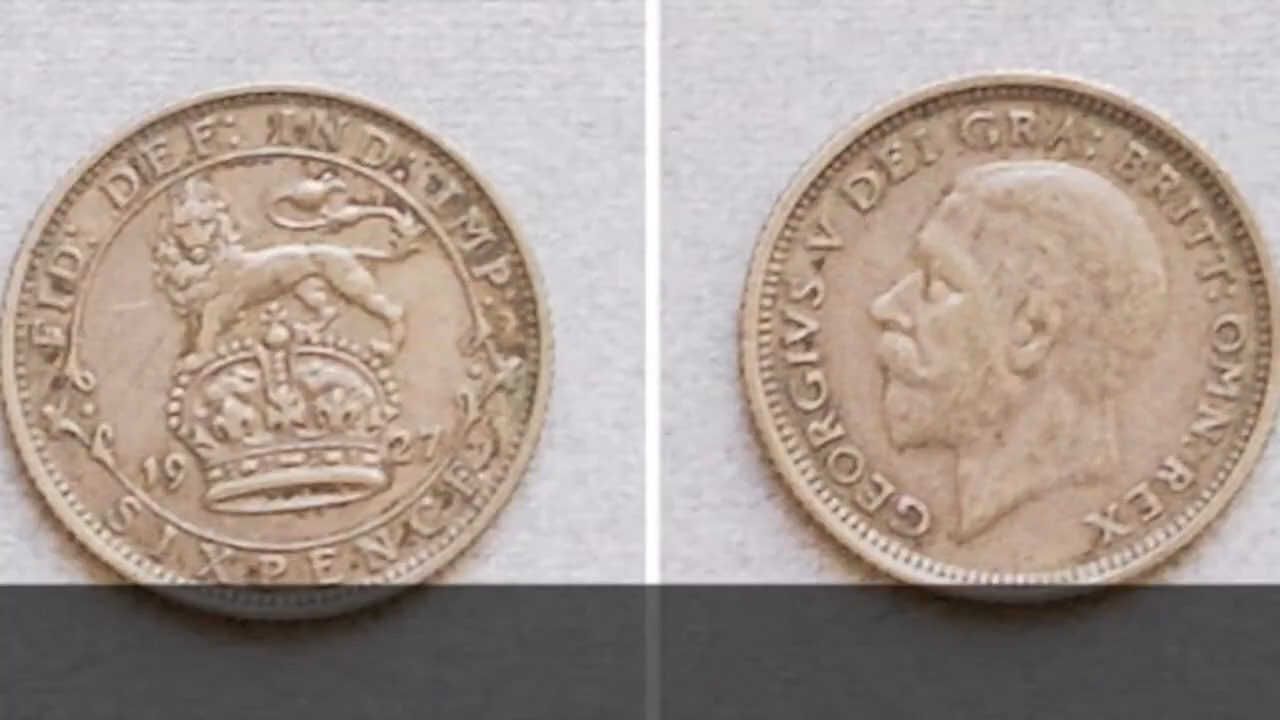 FID: DEF: IND: IMP:
19 27
SIXPENCE
GEORGIVS V DEI GRA: BRITT: OMN: REX